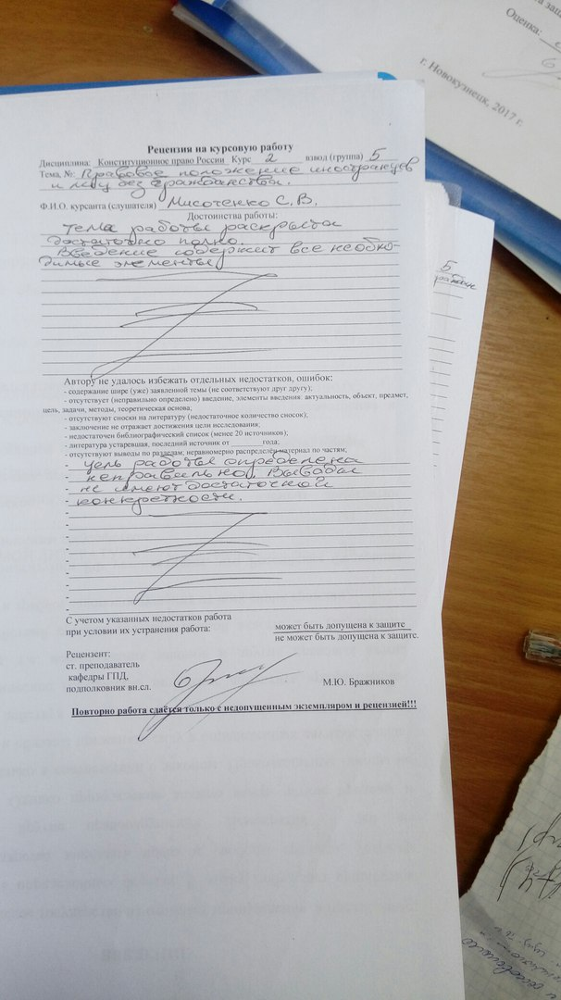 Оценка:
г. Новокузнецк, 2017 г.
Рецензия на курсовую работу
Дисциплина: Конституционное право России Курс 2 взвод (группа) 5
Тема, №: Правовое положение иностранцев
и лиц без гражданства.
Ф.И.О. курсанта (слушателя) Мисоченко С.В.
Достоинства работы:
Тема работы раскрыта
достаточно полно.
Введение содержит все необхо-
димые элементы
5
Автору не удалось избежать отдельных недостатков, ошибок:
- содержание шире (уже) заявленной темы (не соответствуют друг другу);
- отсутствует (неправильно определено) введение, элементы введения: актуальность, объект, предмет,
цель, задачи, методы, теоретическая основа;
- отсутствуют сноски на литературу (недостаточное количество сносок);
- заключение не отражает достижения цели исследования;
- недостаточен библиографический список (менее 20 источников);
- литература устаревшая, последний источник от ______ года;
- отсутствуют выводы по разделам; неравномерно распределён материал по частям;
- цель работы определена
- неправильно. Выводы
- не имеют достаточной
- конкретности.
С учетом указанных недостатков работа
при условии их устранения работа:
может быть допущена к защите
не может быть допущена к защите.
Рецензент:
ст. преподаватель
кафедры ГПД,
подполковник вн.сл.
М.Ю. Бражников
Повторно работа сдаётся только с недопущенным экземпляром и рецензией!!!